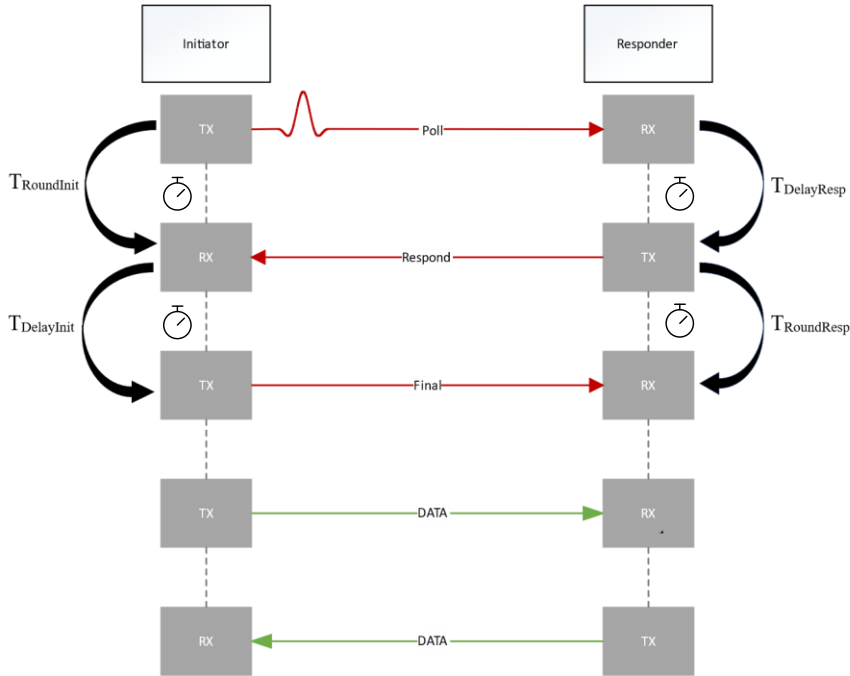 Initiator
Responder
TX
Poll
RX
TRoundInit
TDelayResp
RX
Respond
TX
TDelayInit
TRoundResp
TX
Final
RX
TX
DATA
RX
RX
DATA
TX